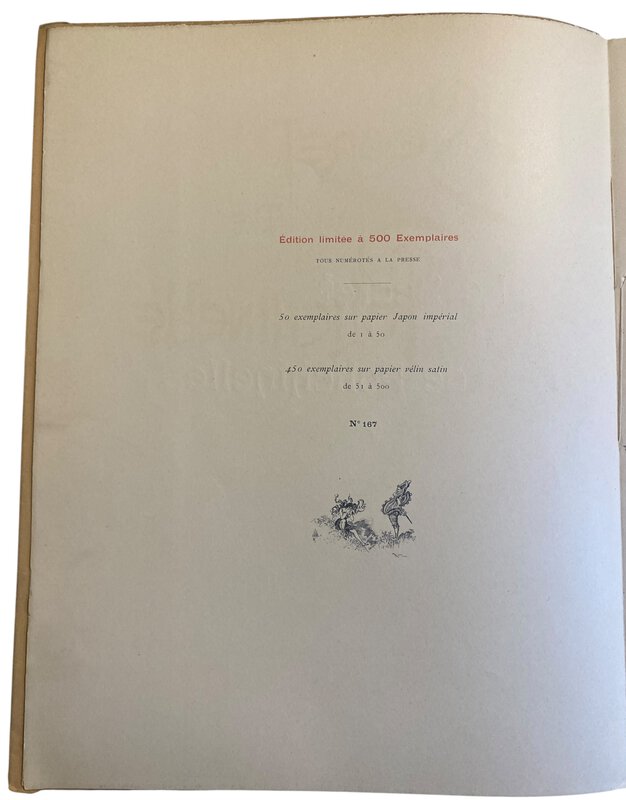 Édition limitée à 500 Exemplaires
TOUS NUMÉROTÉS A LA PRESSE
50 exemplaires sur papier Japon impérial
de 1 à 50
450 exemplaires sur papier vélin satin
de 51 à 500
N° 167